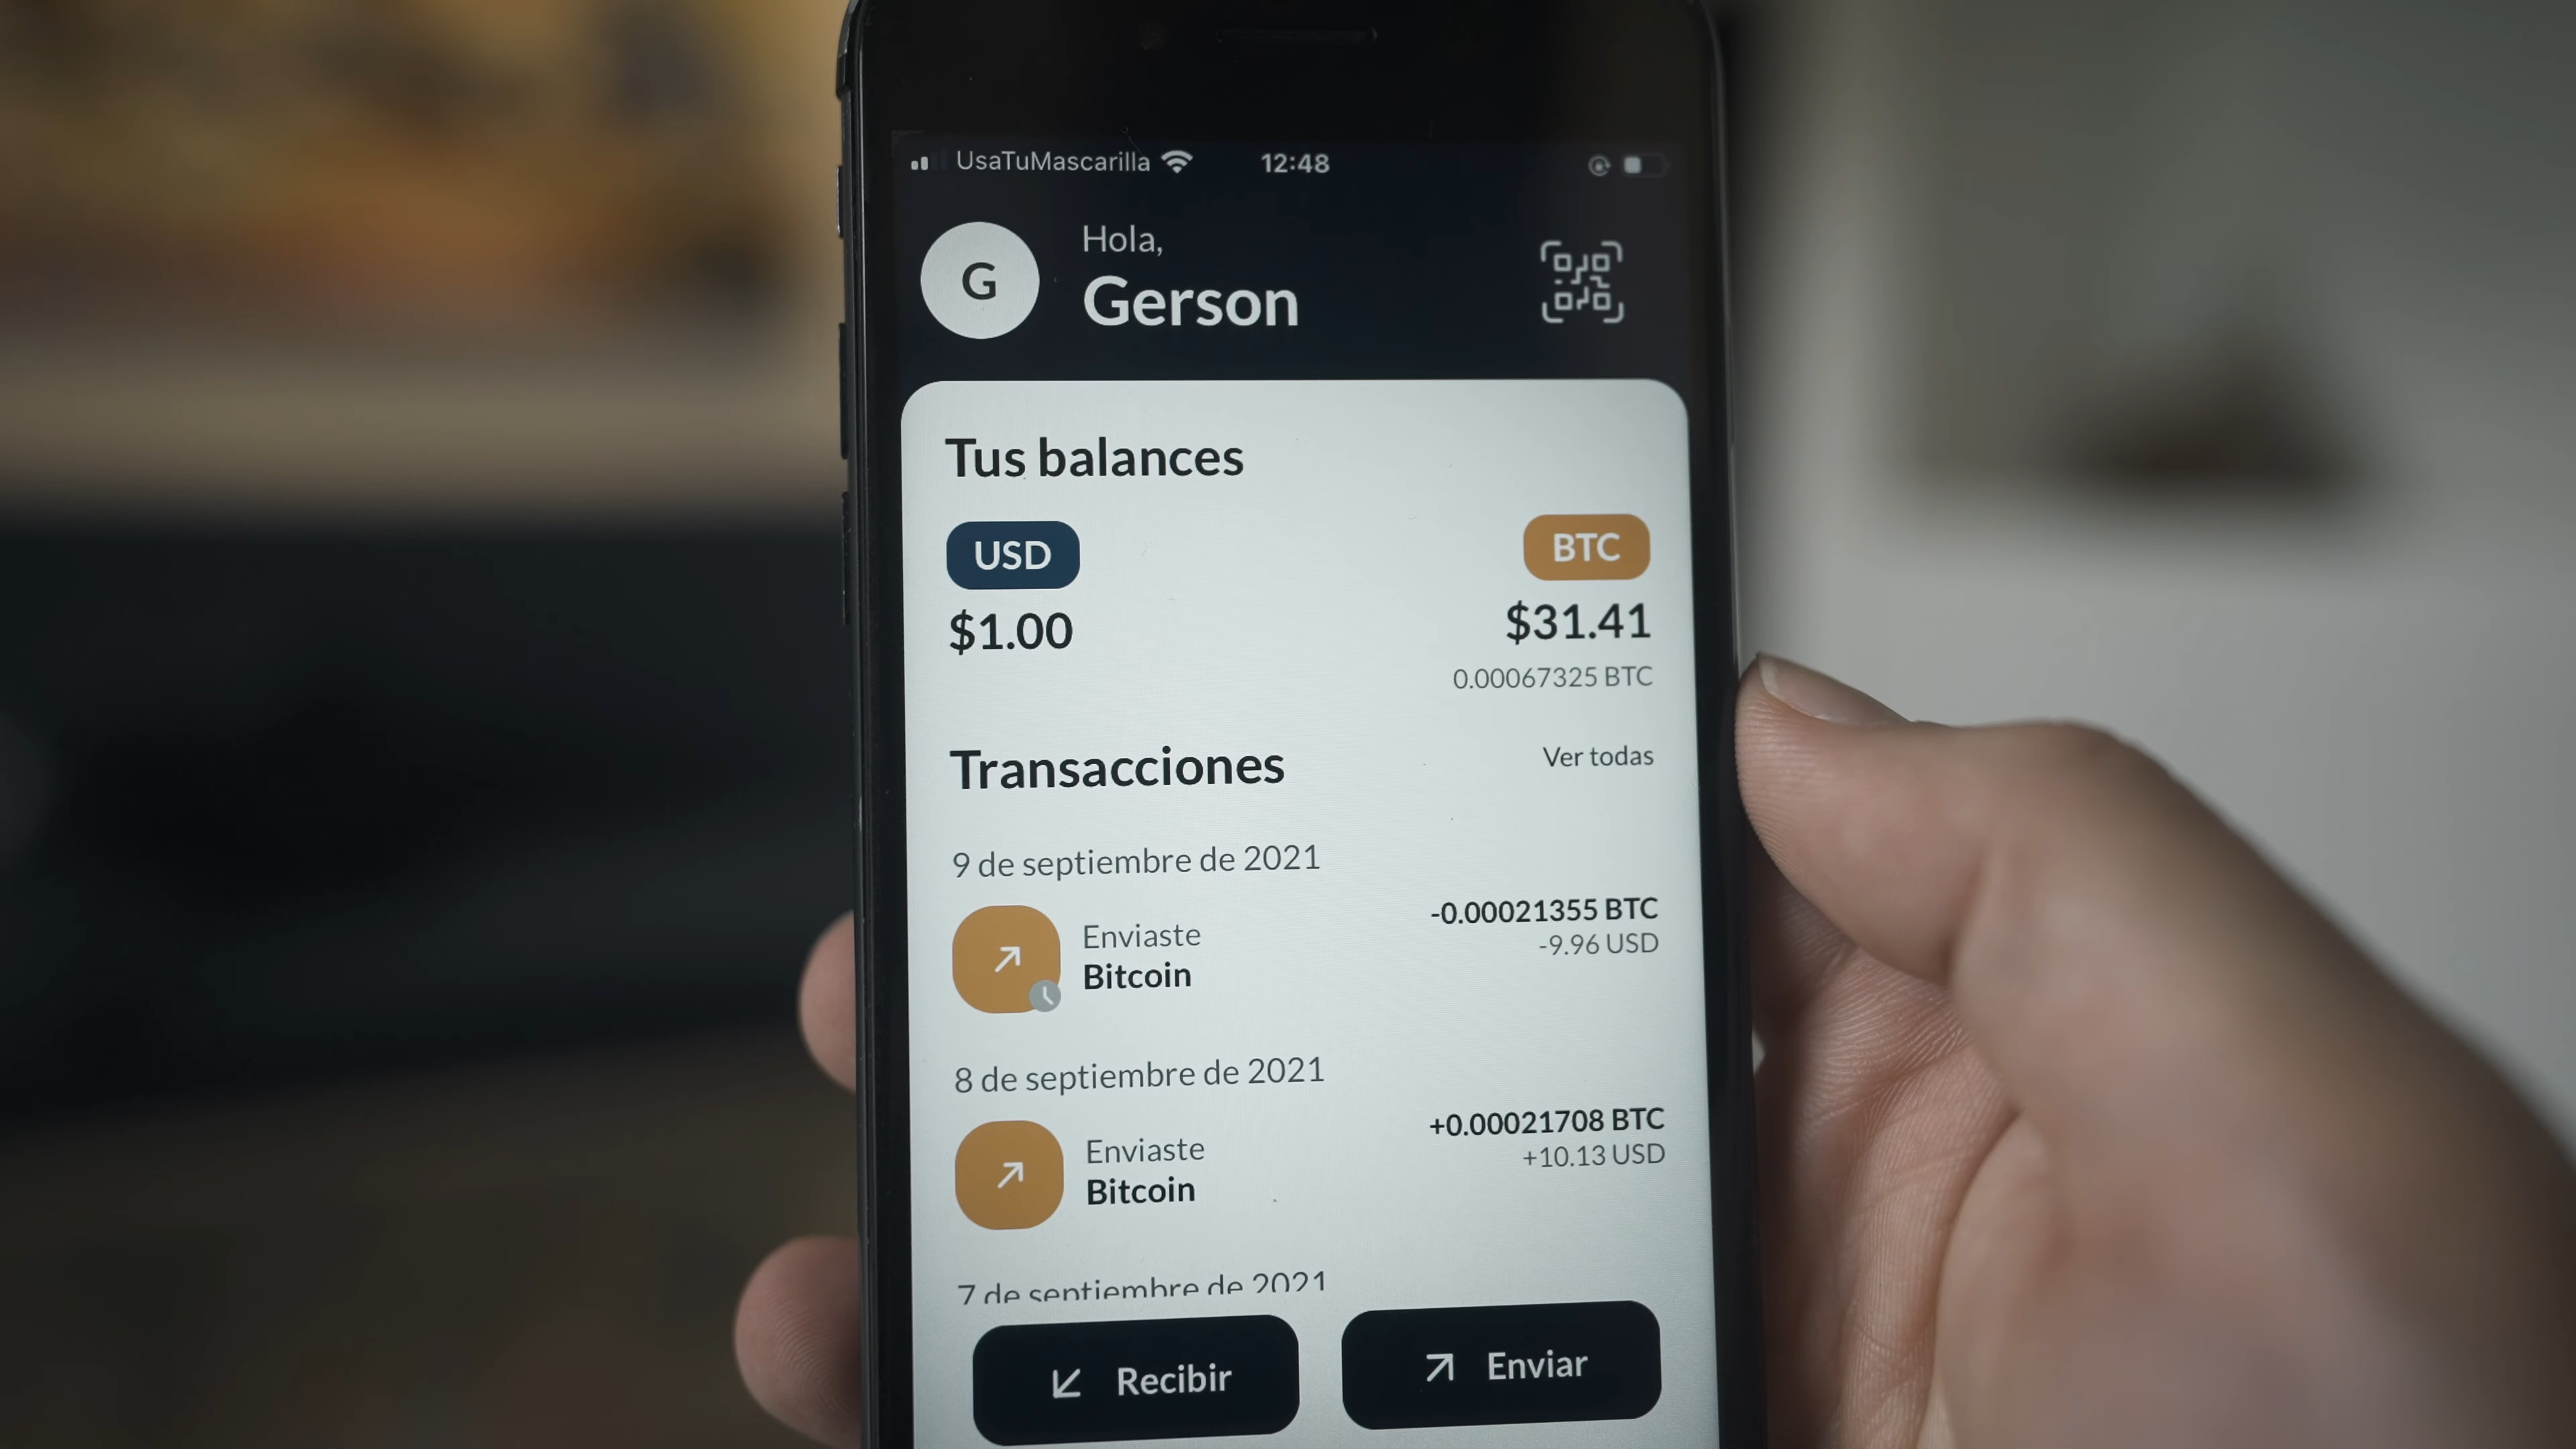 UsaTuMascarilla 12:48
G
Hola,
Gerson
Tus balances
USD BTC
$1.00 $31.41
0.00067325 BTC
Transacciones Ver todas
9 de septiembre de 2021
Enviaste -0.00021355 BTC
Bitcoin -9.96 USD
8 de septiembre de 2021
Enviaste +0.00021708 BTC
Bitcoin +10.13 USD
7 de septiembre de 2021
Recibir Enviar